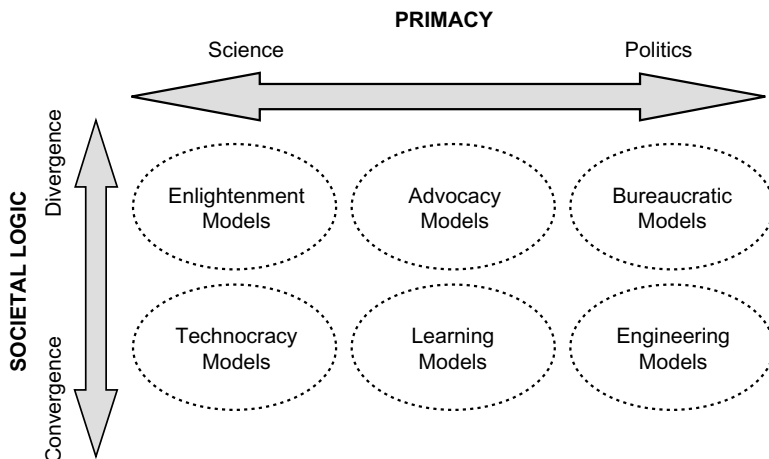 PRIMACY
Science
Politics
SOCIETAL LOGIC
Divergence
Convergence
Enlightenment
Models
Advocacy
Models
Bureaucratic
Models
Technocracy
Models
Learning
Models
Engineering
Models